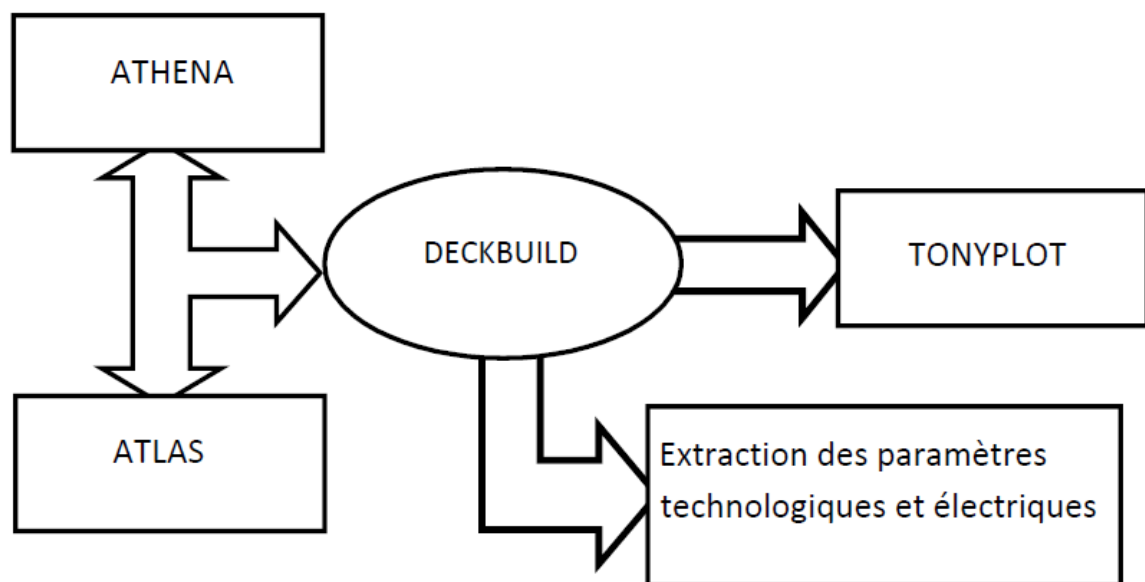 ATHENA
DECKBUILD
TONYPLOT
ATLAS
Extraction des paramètres
technologiques et électriques